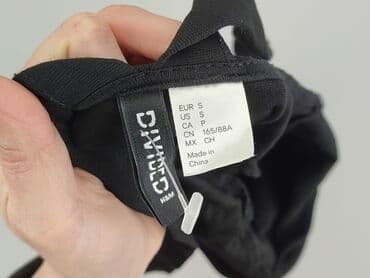 DIVIDED
H&M
EUR S
US S
CA P
CN 165/88A
MX CH
Made in
China